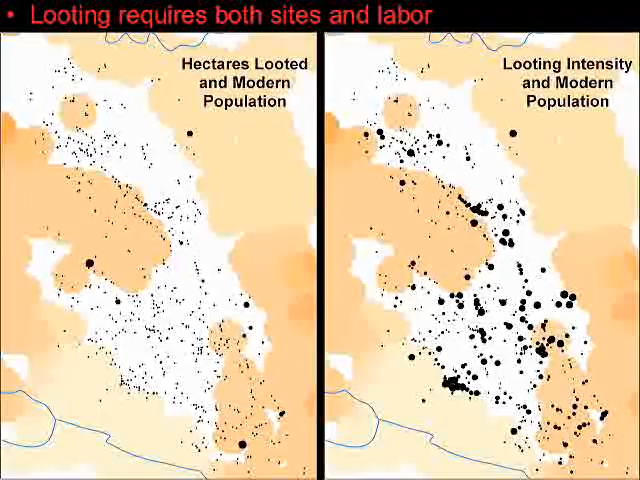 • Looting requires both sites and labor
Hectares Looted
and Modern
Population
Looting Intensity
and Modern
Population